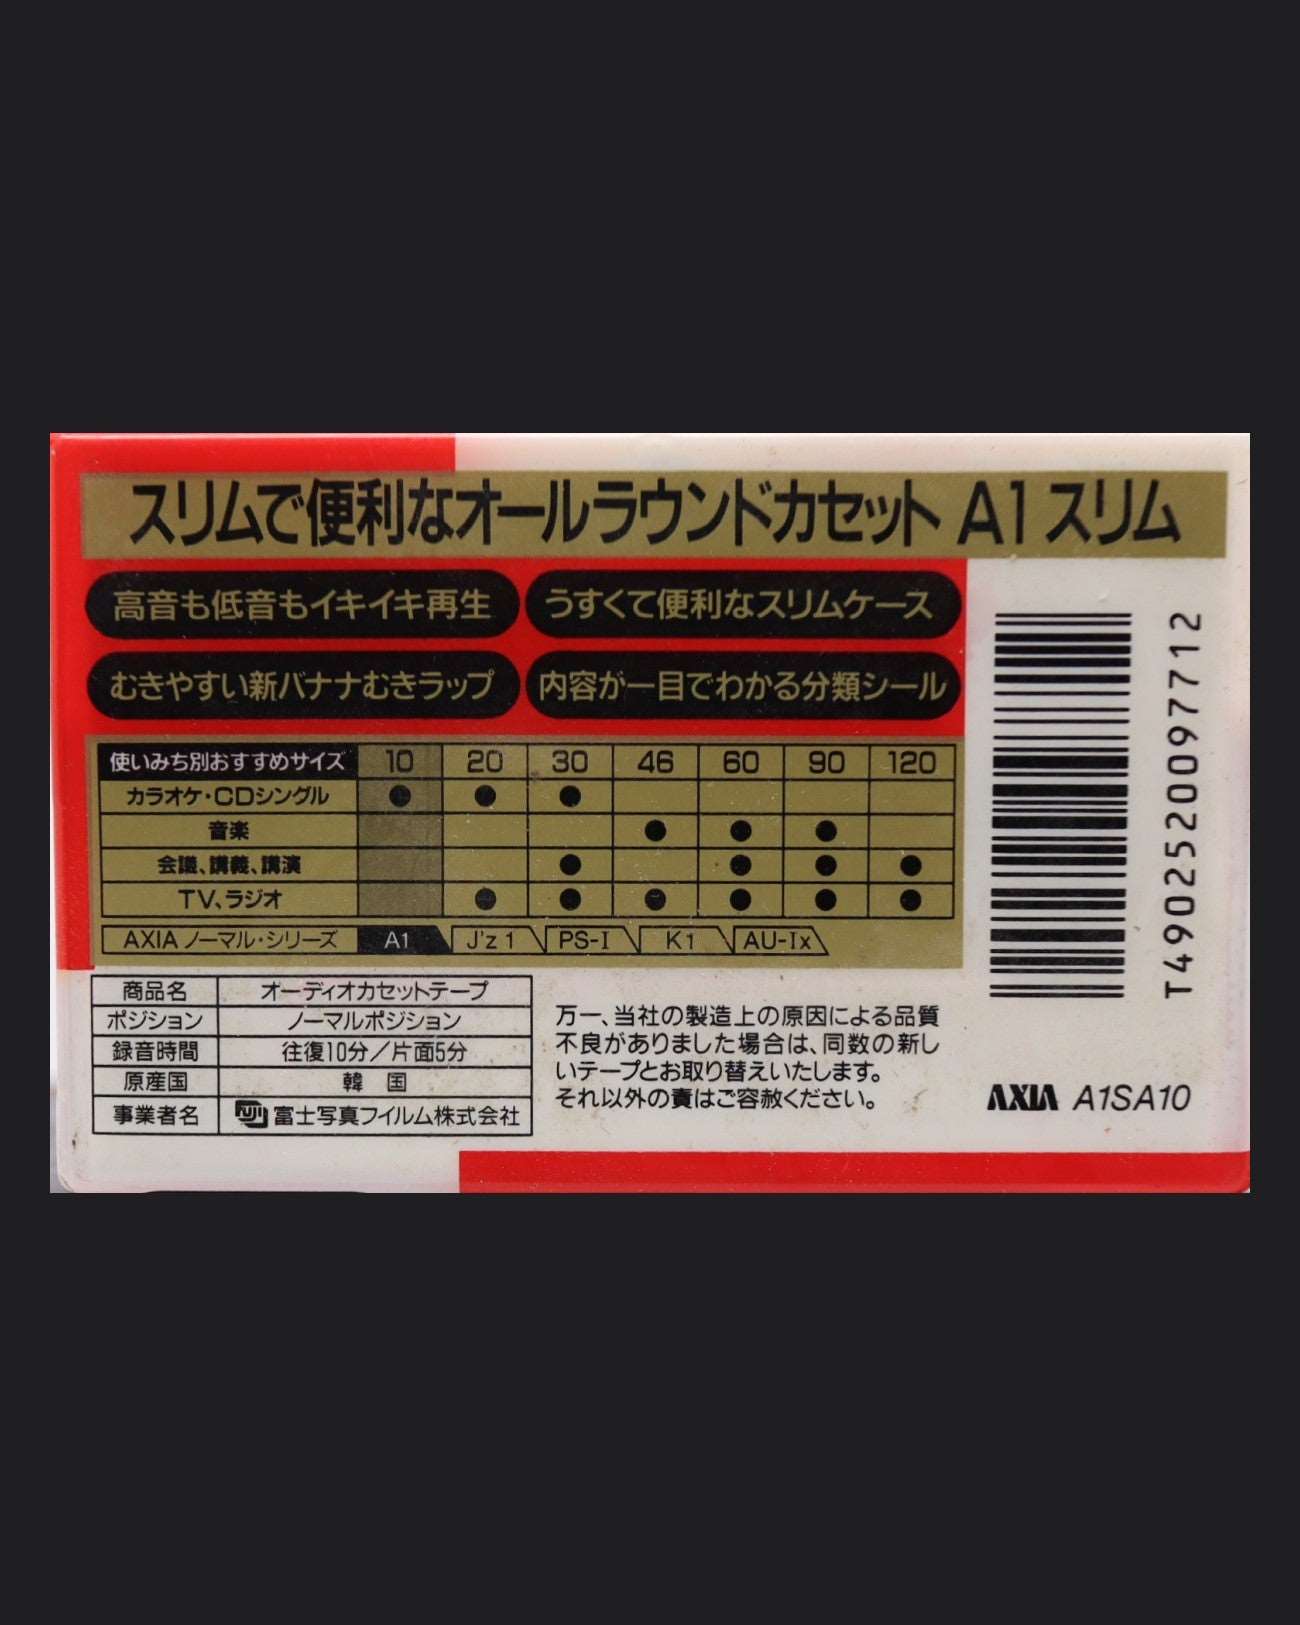 スリムで便利なオールラウンドカセット A1 スリム
高音も低音もイキイキ再生
うすくて便利なスリムケース
むきやすい新バナナむきラップ
内容が一目でわかる分類シール
使いみち別おすすめサイズ 10 20 30 46 60 90 120
カラオケ・CDシングル ● ● ●
音楽 ● ● ●
会議、講義、講演 ● ● ● ●
TV、ラジオ ● ● ● ● ● ●
AXIA ノーマル・シリーズ A1 J'z 1 PS-I K1 AU-Ix
商品名 オーディオカセットテープ
ポジション ノーマルポジション
録音時間 往復10分/片面5分
原産国 韓国
事業者名 FUJI 富士写真フイルム株式会社
万一、当社の製造上の原因による品質
不良がありました場合は、同数の新し
いテープとお取り替えいたします。
それ以外の責はご容赦ください。
T4902520097712
AXIA A1SA10